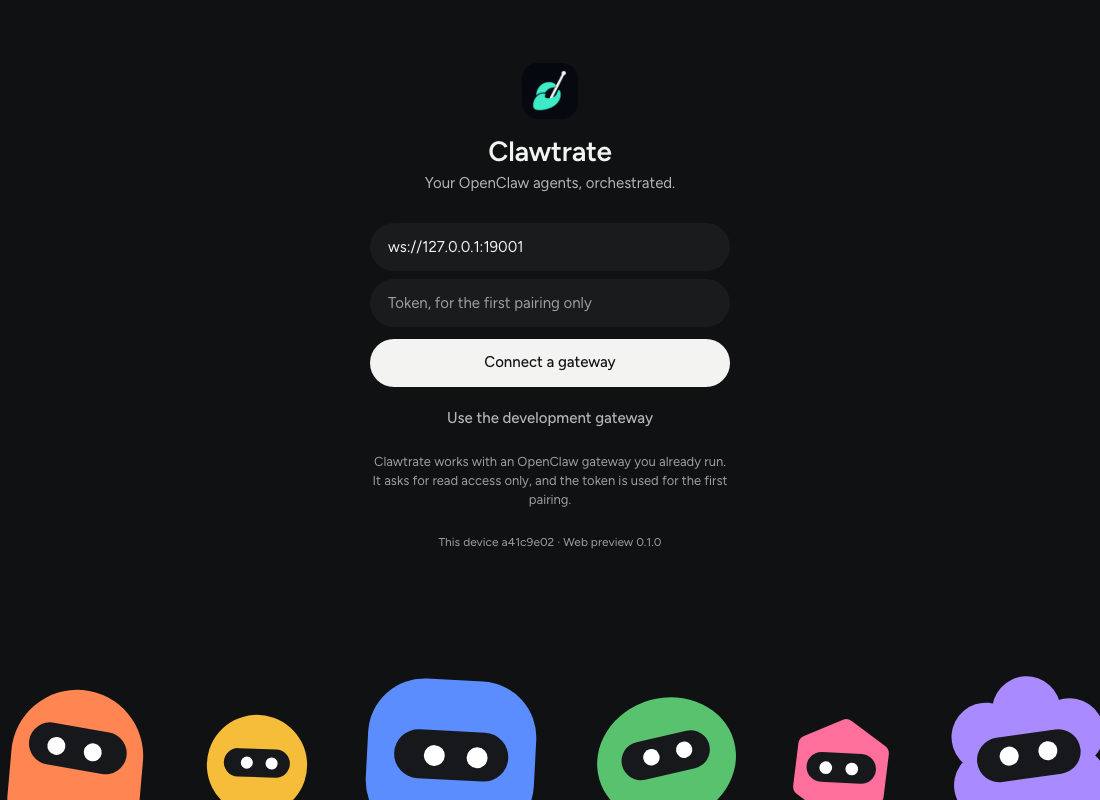 Clawtrate
Your OpenClaw agents, orchestrated.
ws://127.0.0.1:19001
Token, for the first pairing only
Connect a gateway
Use the development gateway
Clawtrate works with an OpenClaw gateway you already run.
It asks for read access only, and the token is used for the first
pairing.
This device a41c9e02 · Web preview 0.1.0